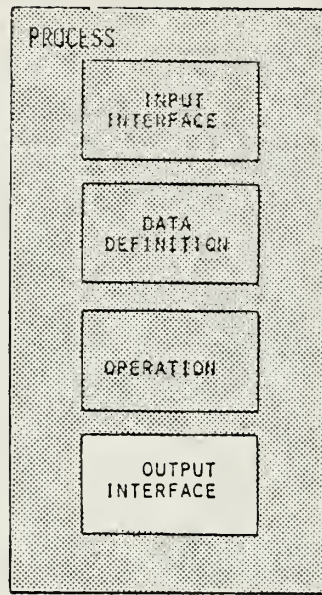 PROCESS
INPUT
INTERFACE
DATA
DEFINITION
OPERATION
OUTPUT
INTERFACE